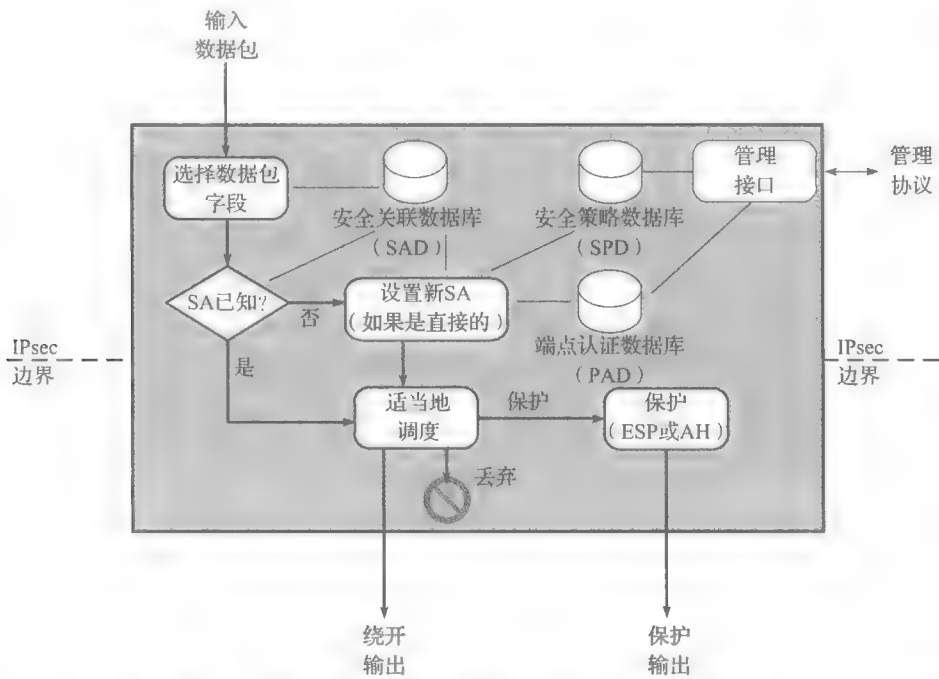 输入
数据包
选择数据包
字段
安全关联数据库
(SAD)
安全策略数据库
(SPD)
管理
接口
管理
协议
SA已知?
否
设置新SA
(如果是直接的)
端点认证数据库
(PAD)
IPsec
边界
IPsec
边界
是
适当地
调度
保护
保护
(ESP或AH)
丢弃
绕开
输出
保护
输出